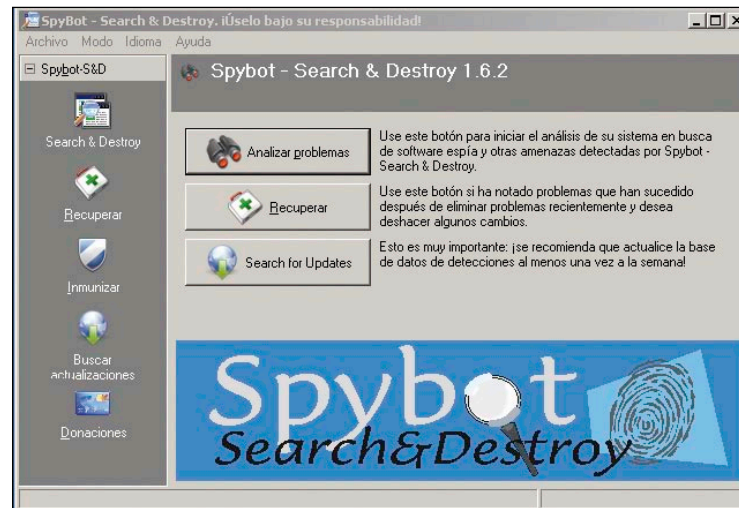 SpyBot - Search & Destroy. ¡Úselo bajo su responsabilidad!
Archivo Modo Idioma Ayuda
Spybot-S&D
Search & Destroy
Recuperar
Inmunizar
Buscar
actualizaciones
Donaciones
Spybot - Search & Destroy 1.6.2
Analizar problemas
Use este botón para iniciar el análisis de su sistema en busca
de software espía y otras amenazas detectadas por Spybot -
Search & Destroy.
Recuperar
Use este botón si ha notado problemas que han sucedido
después de eliminar problemas recientemente y desea
deshacer algunos cambios.
Search for Updates
Esto es muy importante: ¡se recomienda que actualice la base
de datos de detecciones al menos una vez a la semana!
Spybot
Search&Destroy